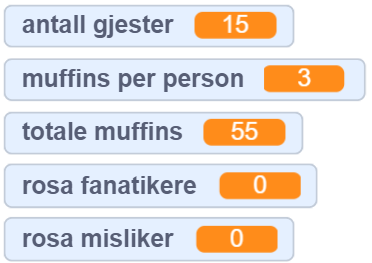 antall gjester 15
muffins per person 3
totale muffins 55
rosa fanatikere 0
rosa misliker 0